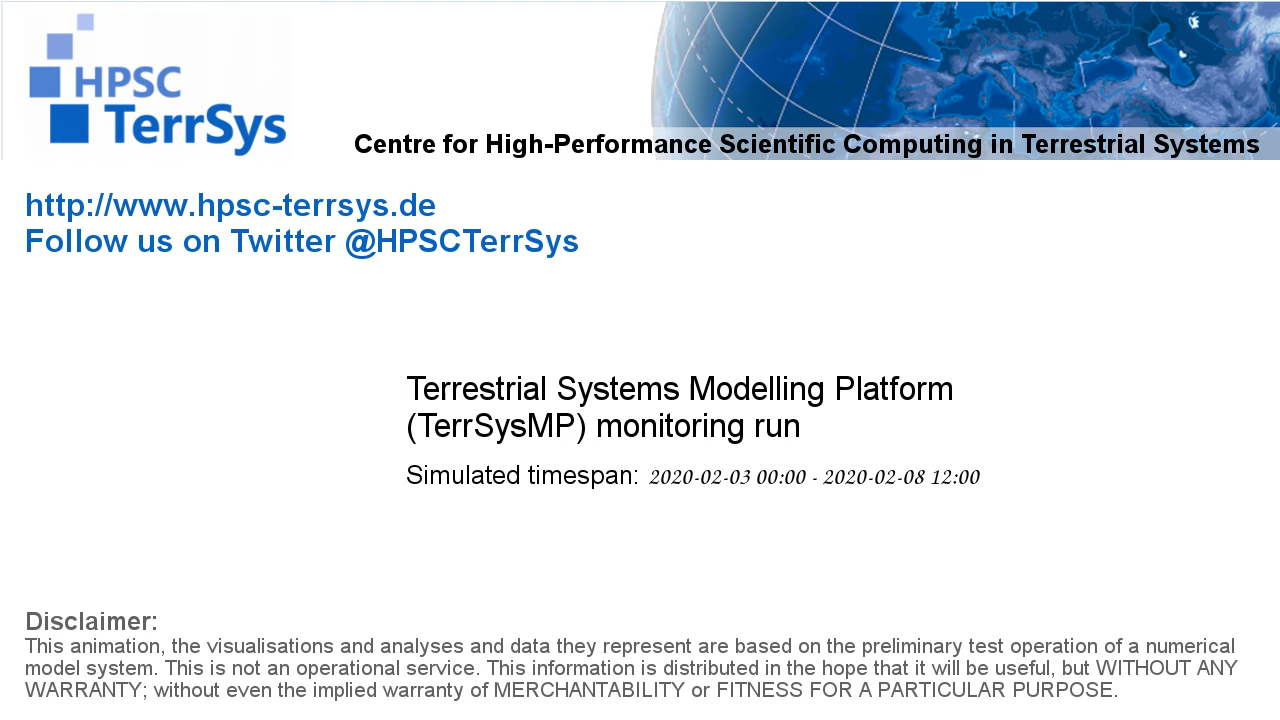 HPSC
TerrSys
Centre for High-Performance Scientific Computing in Terrestrial Systems
http://www.hpsc-terrsys.de
Follow us on Twitter @HPSCTerrSys
Terrestrial Systems Modelling Platform
(TerrSysMP) monitoring run
Simulated timespan: 2020-02-03 00:00 - 2020-02-08 12:00
Disclaimer:
This animation, the visualisations and analyses and data they represent are based on the preliminary test operation of a numerical
model system. This is not an operational service. This information is distributed in the hope that it will be useful, but WITHOUT ANY
WARRANTY; without even the implied warranty of MERCHANTABILITY or FITNESS FOR A PARTICULAR PURPOSE.